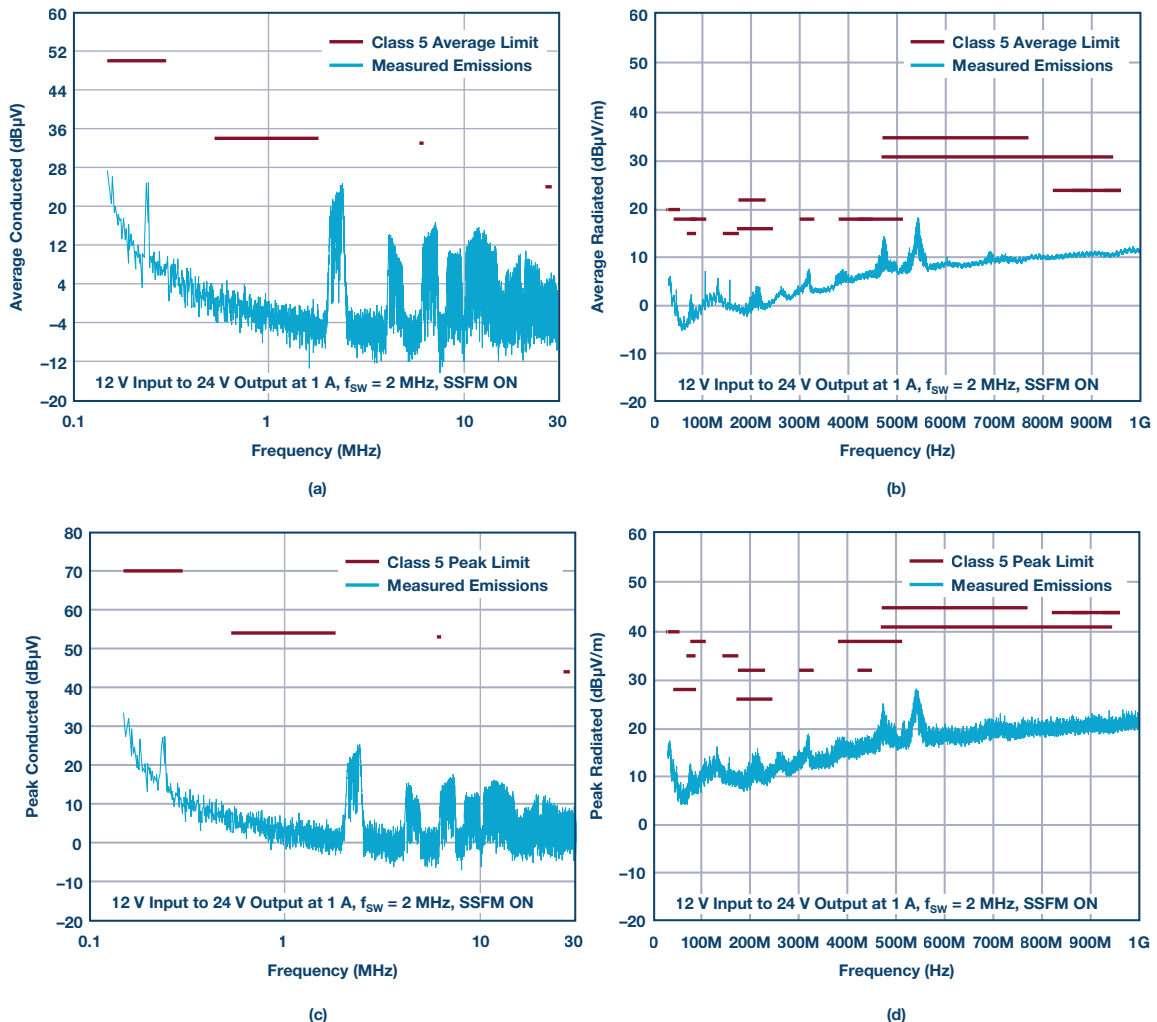 60
52
44
36
28
20
12
4
−4
−12
−20
Average Conducted (dBµV)
Class 5 Average Limit
Measured Emissions
12 V Input to 24 V Output at 1 A, fSW = 2 MHz, SSFM ON
0.1
1
10
30
Frequency (MHz)
(a)
60
50
40
30
20
10
0
−10
−20
Average Radiated (dBµV/m)
Class 5 Average Limit
Measured Emissions
12 V Input to 24 V Output at 1 A, fSW = 2 MHz, SSFM ON
0
100M
200M
300M
400M
500M
600M
700M
800M
900M
1G
Frequency (Hz)
(b)
80
70
60
50
40
30
20
10
0
−10
−20
Peak Conducted (dBµV)
Class 5 Peak Limit
Measured Emissions
12 V Input to 24 V Output at 1 A, fSW = 2 MHz, SSFM ON
0.1
1
10
30
Frequency (MHz)
(c)
60
50
40
30
20
10
0
−10
−20
Peak Radiated (dBµV/m)
Class 5 Peak Limit
Measured Emissions
12 V Input to 24 V Output at 1 A, fSW = 2 MHz, SSFM ON
0
100M
200M
300M
400M
500M
600M
700M
800M
900M
1G
Frequency (Hz)
(d)